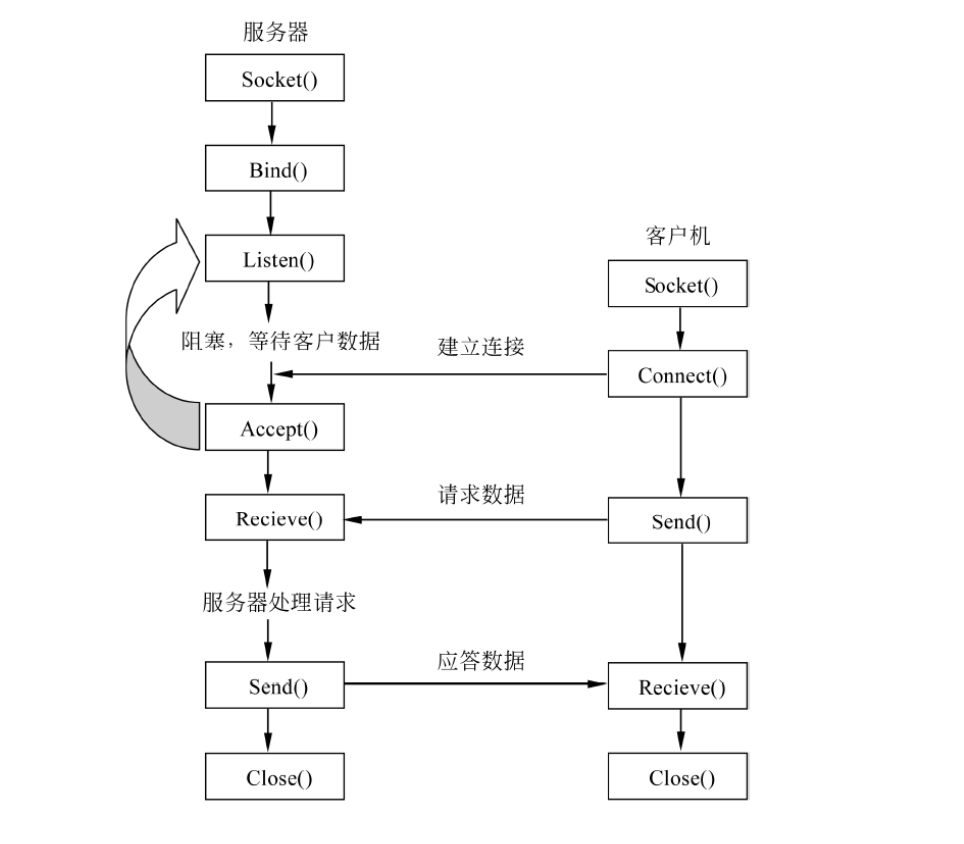 服务器
Socket()
Bind()
Listen()
阻塞，等待客户数据
Accept()
Recieve()
服务器处理请求
Send()
Close()
建立连接
请求数据
应答数据
客户机
Socket()
Connect()
Send()
Recieve()
Close()